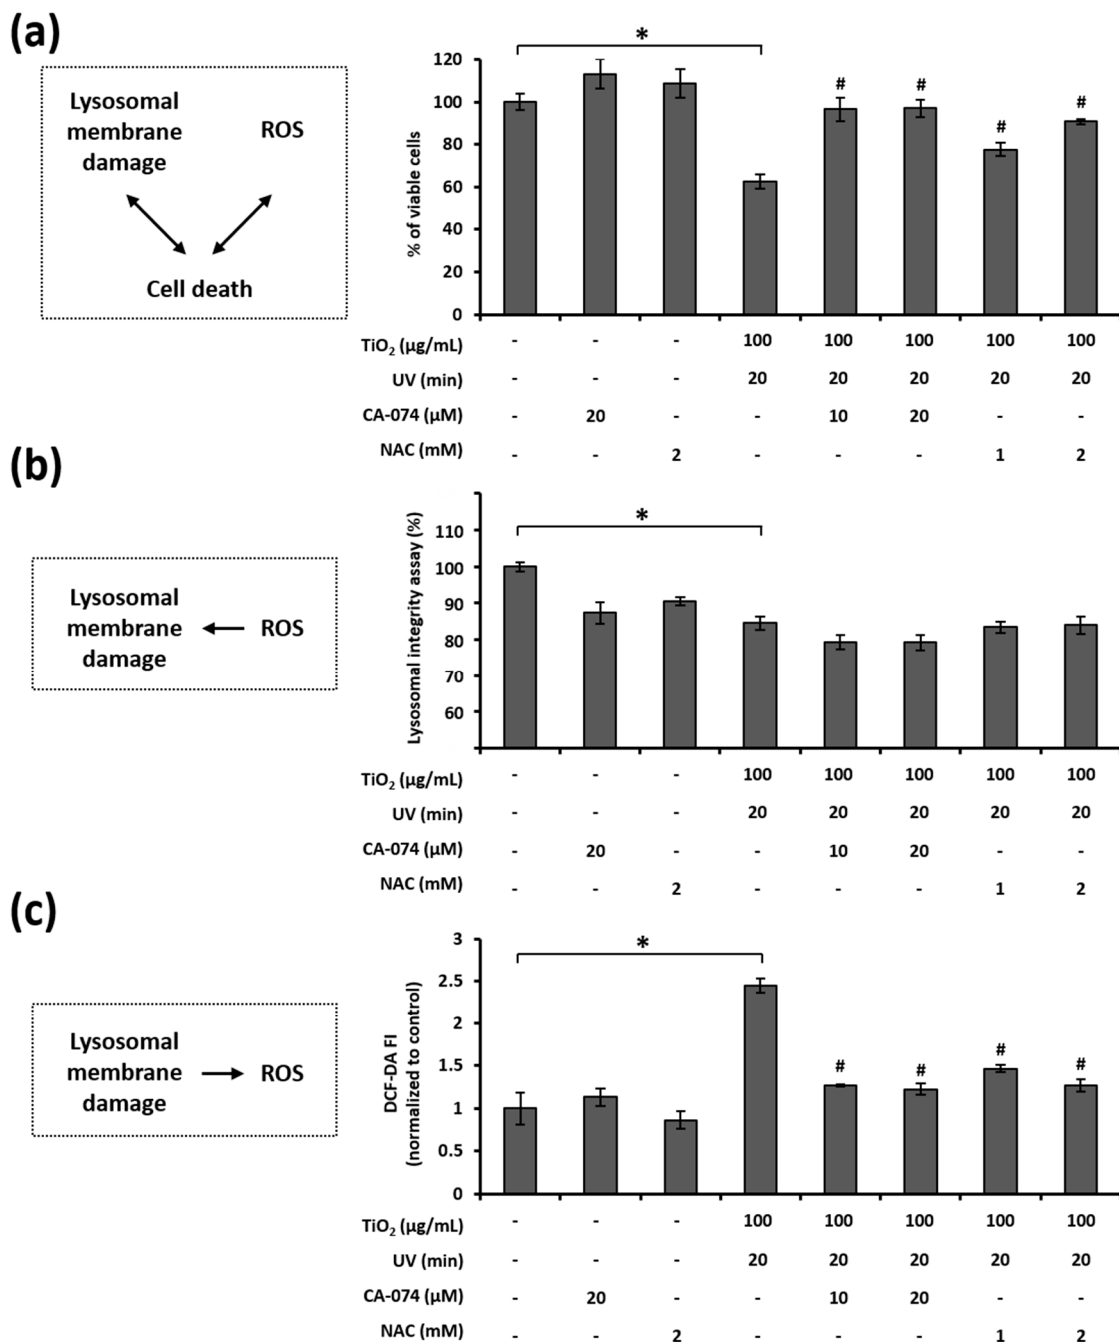 (a)
Lysosomal
membrane
damage
ROS
Cell death
*
# # # #
% of viable cells
120
100
80
60
40
20
0
TiO₂ (µg/mL) - - - 100 100 100 100 100
UV (min) - - - 20 20 20 20 20
CA-074 (µM) - 20 - - 10 20 - -
NAC (mM) - - 2 - - - 1 2
(b)
Lysosomal
membrane
damage
ROS
*
Lysosomal integrity assay (%)
110
100
90
80
70
60
TiO₂ (µg/mL) - - - 100 100 100 100 100
UV (min) - - - 20 20 20 20 20
CA-074 (µM) - 20 - - 10 20 - -
NAC (mM) - - 2 - - - 1 2
(c)
Lysosomal
membrane
damage
ROS
*
# # # #
DCF-DA FI
(normalized to control)
3
2.5
2
1.5
1
0.5
0
TiO₂ (µg/mL) - - - 100 100 100 100 100
UV (min) - - - 20 20 20 20 20
CA-074 (µM) - 20 - - 10 20 - -
NAC (mM) - - 2 - - - 1 2